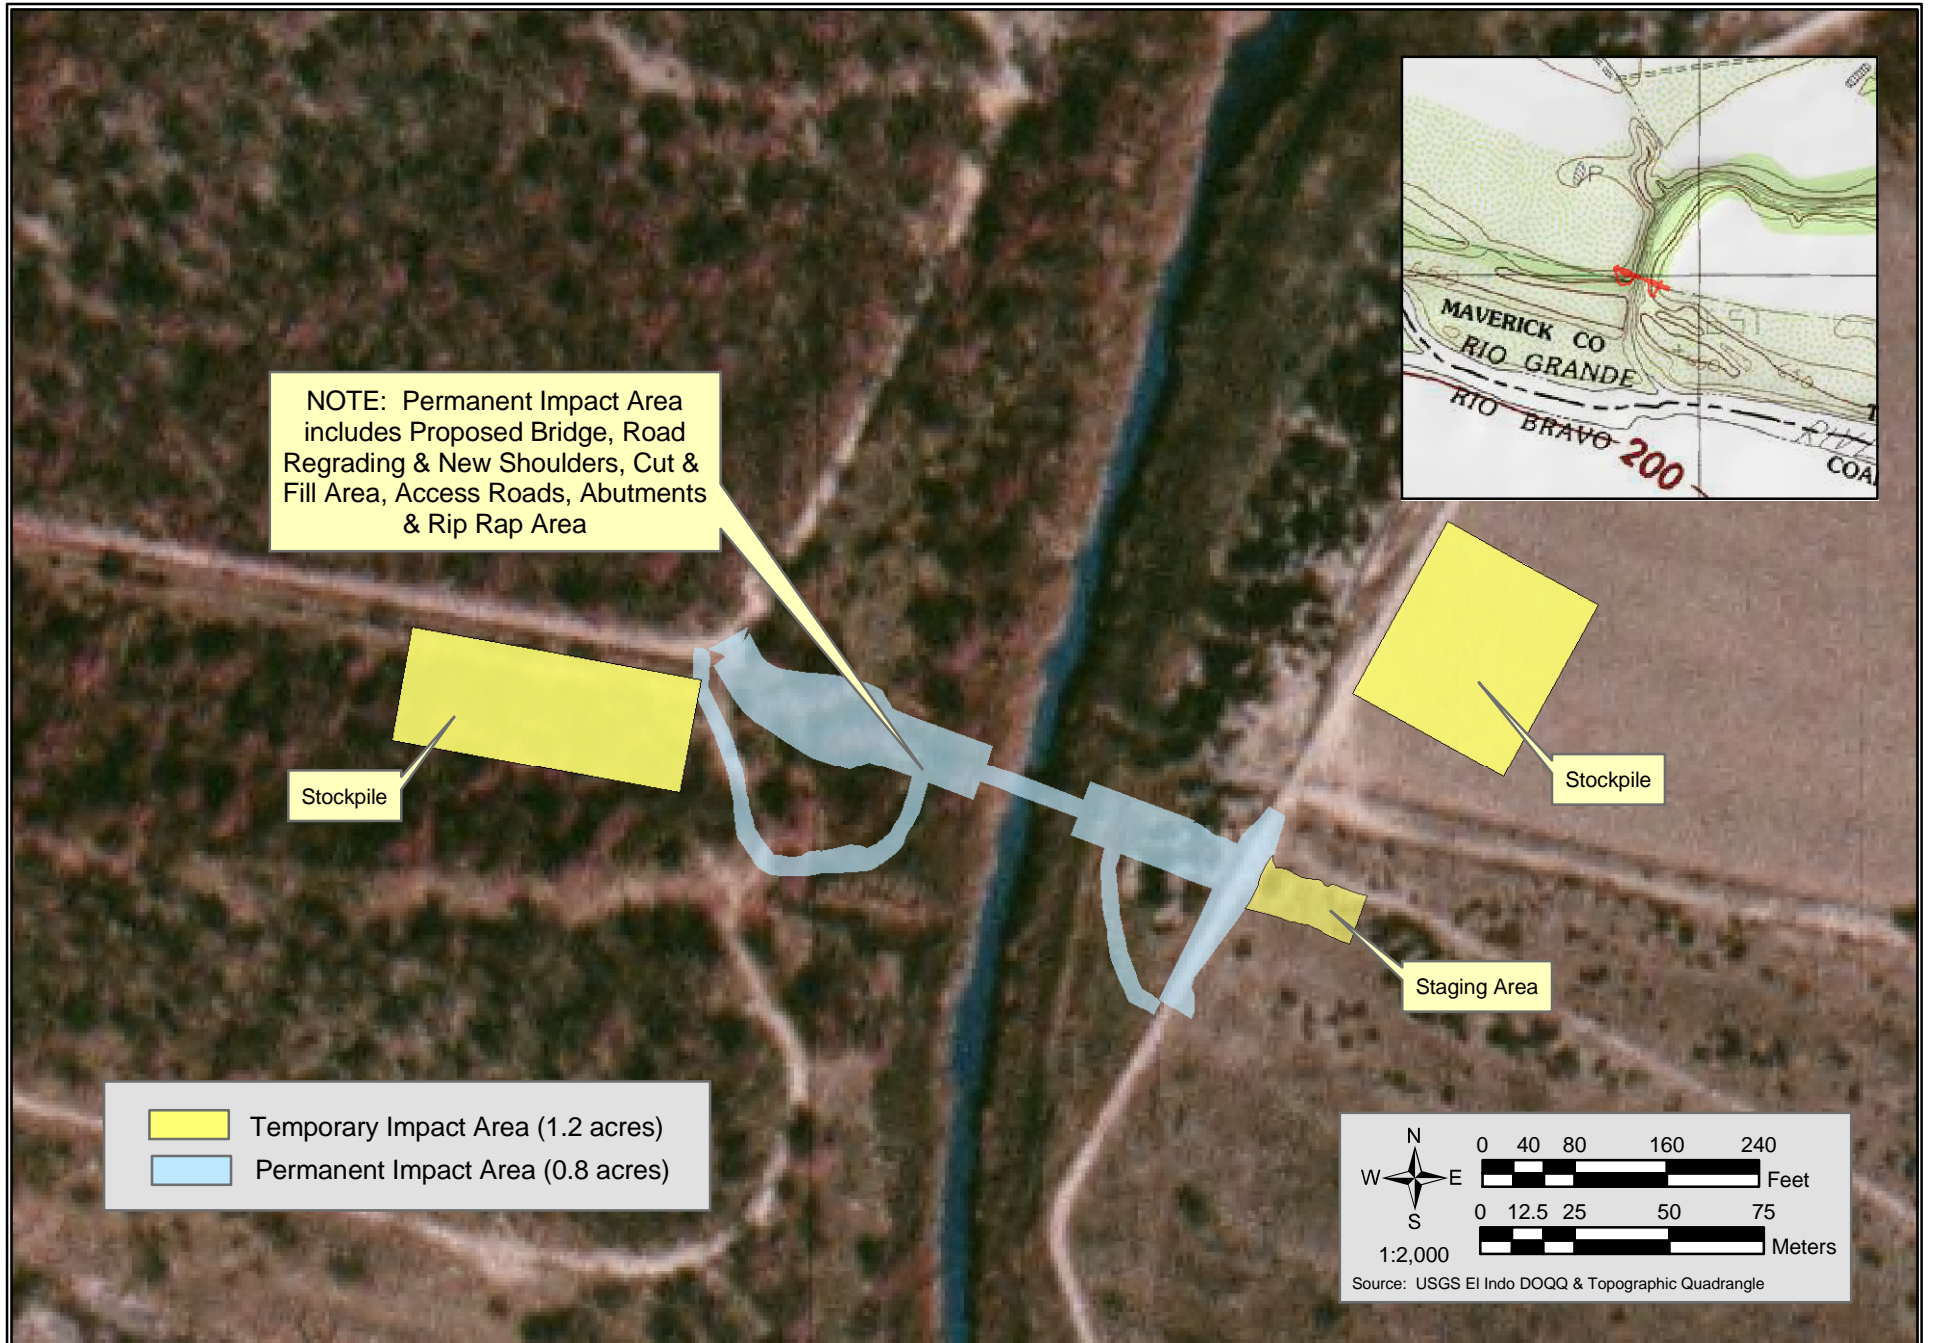 MAVERICK CO
RIO GRANDE
RIO BRAVO
200
650
NOTE: Permanent Impact Area
includes Proposed Bridge, Road
Regrading & New Shoulders, Cut &
Fill Area, Access Roads, Abutments
& Rip Rap Area
Stockpile
Stockpile
Staging Area
Temporary Impact Area (1.2 acres)
Permanent Impact Area (0.8 acres)
N
W E
S
1:2,000
0 40 80 160 240
Feet
0 12.5 25 50 75
Meters
Source: USGS El Indo DOQQ & Topographic Quadrangle